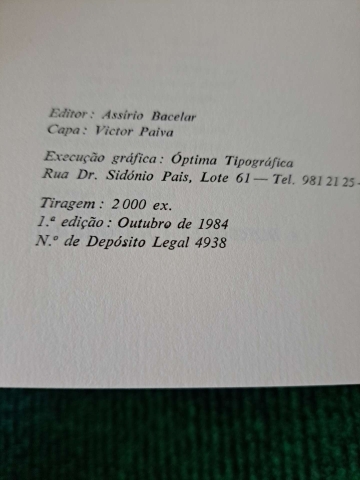 Editor: Assírio Bacelar
Capa: Victor Paiva
Execução gráfica: Óptima Tipográfica
Rua Dr. Sidónio Pais, Lote 61 — Tel. 981 21 25 -
Tiragem: 2 000 ex.
1.ª edição: Outubro de 1984
N.º de Depósito Legal 4938